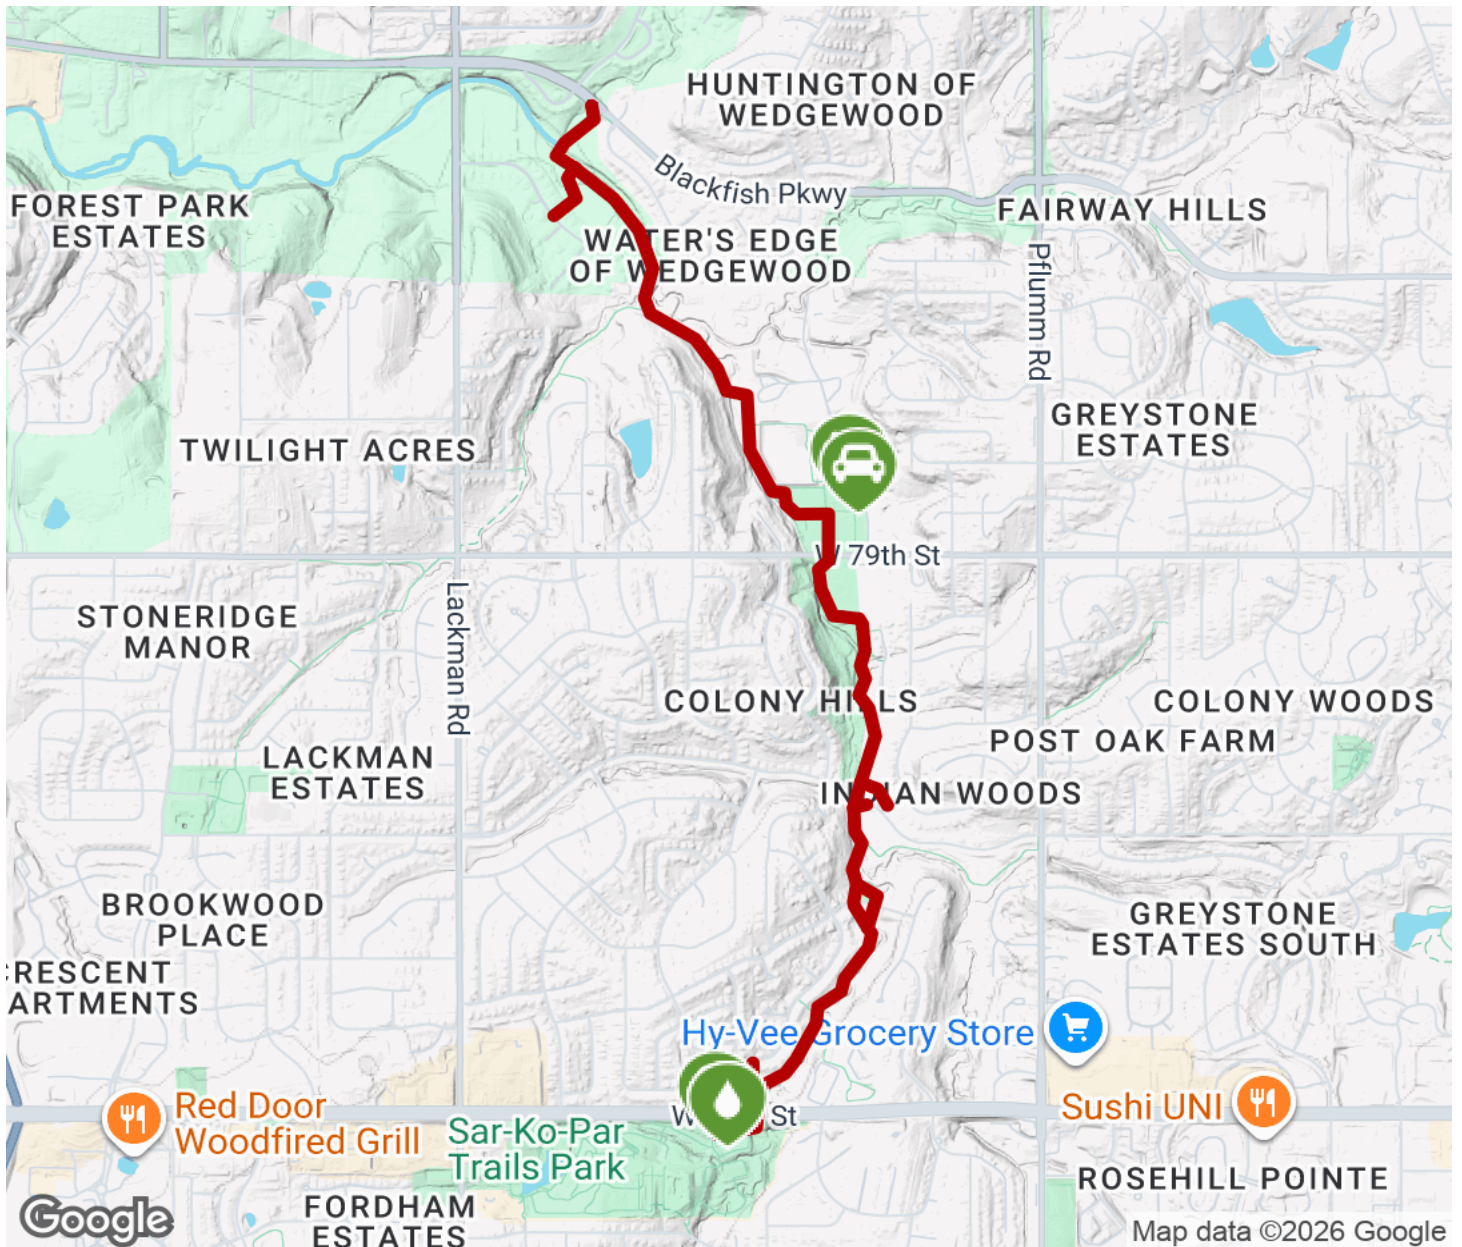 HUNTINGTON OF
WEDGEWOOD
Blackfish Pkwy
FOREST PARK
ESTATES
FAIRWAY HILLS
WATER'S EDGE
OF WEDGEWOOD
Pflumm Rd
GREYSTONE
ESTATES
TWILIGHT ACRES
W 79th St
Lackman Rd
STONERIDGE
MANOR
COLONY HILLS
COLONY WOODS
POST OAK FARM
LACKMAN
ESTATES
INDIAN WOODS
BROOKWOOD
PLACE
GREYSTONE
ESTATES SOUTH
CRESCENT
ARTMENTS
Hy-Vee Grocery Store
Red Door
Woodfired Grill
W
St
Sushi UNI
Sar-Ko-Par
Trails Park
ROSEHILL POINTE
FORDHAM
ESTATES
Google
Map data ©2026 Google